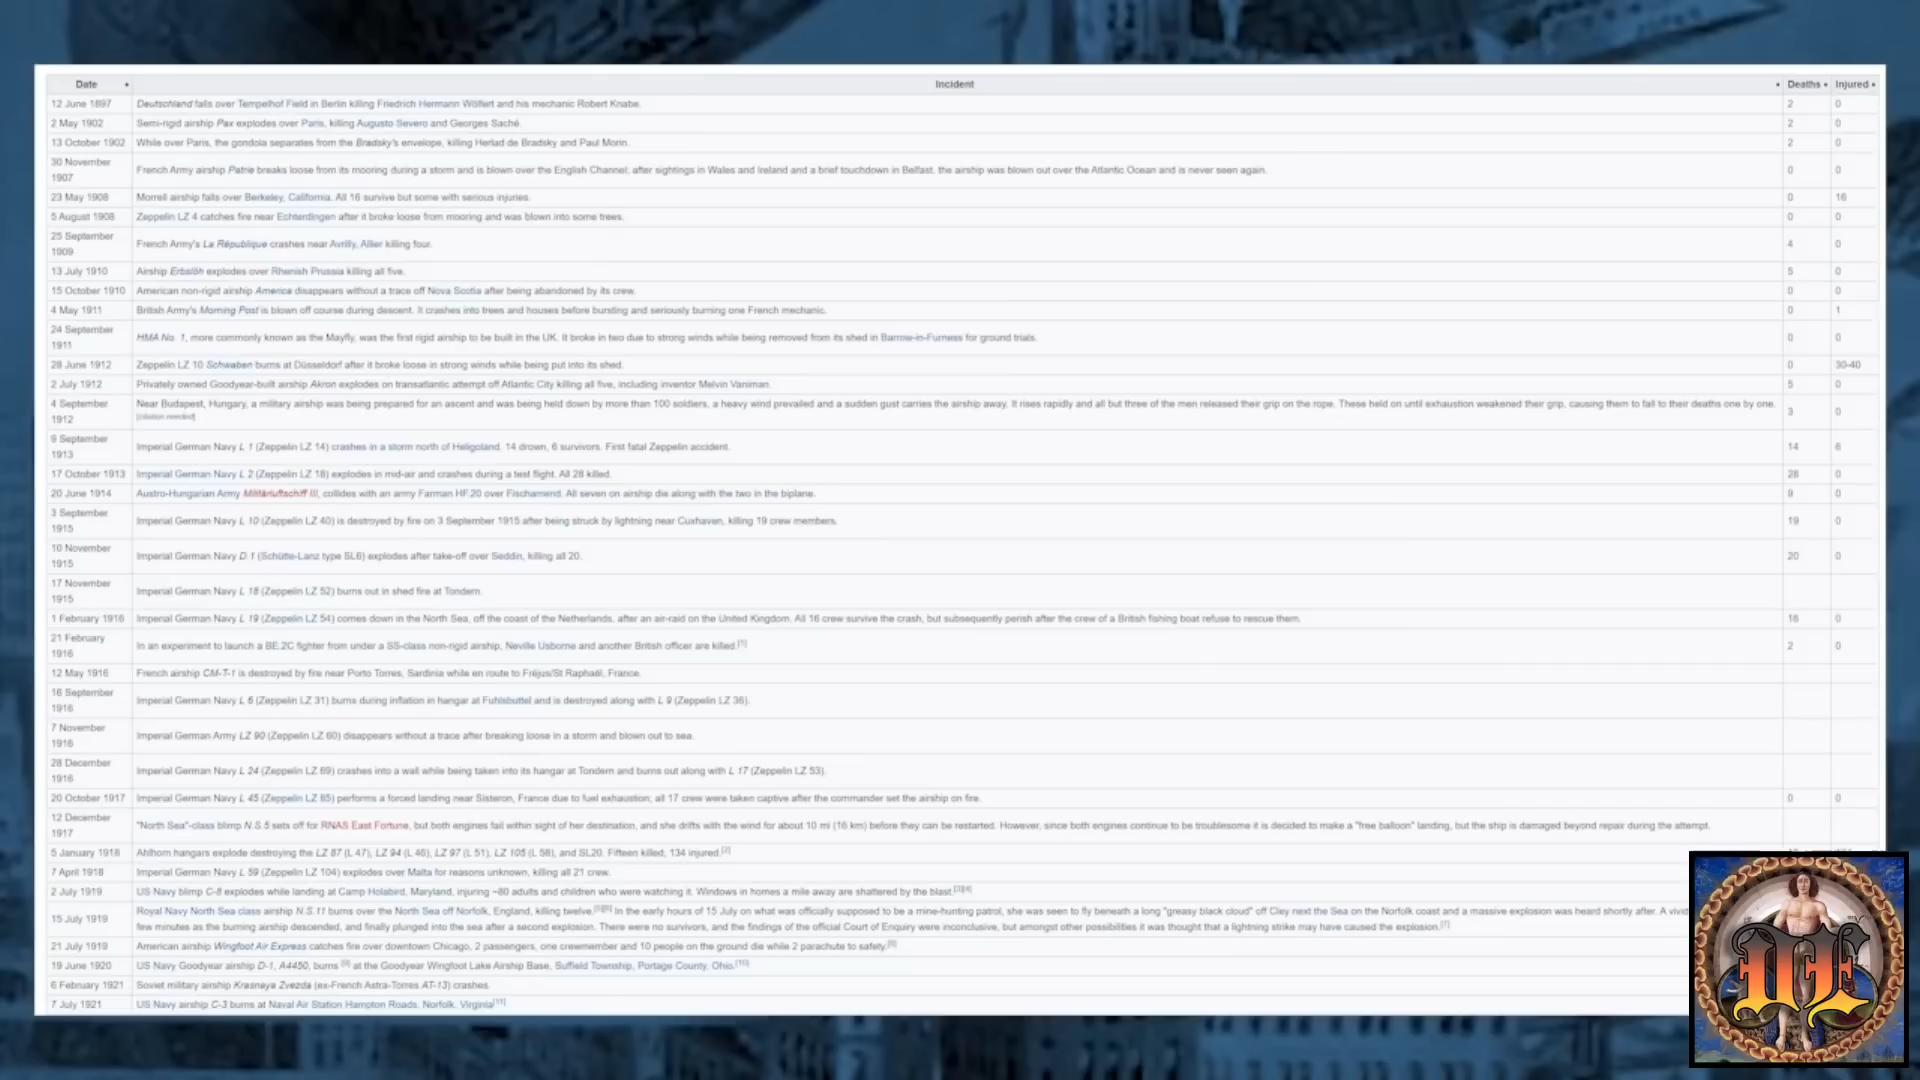 Date Incident Deaths Injured
12 June 1897 Deutschland falls over Tempelhof Field in Berlin killing Friedrich Hermann Wölfert and his mechanic Robert Knabe. 2 0
2 May 1902 Semi-rigid airship Pax explodes over Paris, killing Augusto Severo and Georges Saché. 2 0
13 October 1902 While over Paris, the gondola separates from the Bradsky's envelope, killing Herlad de Bradsky and Paul Morin. 2 0
30 November
1907 French Army airship Patrie breaks loose from its mooring during a storm and is blown over the English Channel, after sightings in Wales and Ireland and a brief touchdown in Belfast, the airship was blown out over the Atlantic Ocean and is never seen again. 0 0
23 May 1908 Morrell airship falls over Berkeley, California. All 16 survive but some with serious injuries. 0 16
5 August 1908 Zeppelin LZ 4 catches fire near Echterdingen after it broke loose from mooring and was blown into some trees. 0 0
25 September
1909 French Army's La République crashes near Avrilly, Allier killing four. 4 0
13 July 1910 Airship Erbslöh explodes over Rhenish Prussia killing all five. 5 0
15 October 1910 American non-rigid airship America disappears without a trace off Nova Scotia after being abandoned by its crew. 0 0
4 May 1911 British Army's Morning Post is blown off course during descent. It crashes into trees and houses before bursting and seriously burning one French mechanic. 0 1
24 September
1911 HMA No. 1, more commonly known as the Mayfly, was the first rigid airship to be built in the UK. It broke in two due to strong winds while being removed from its shed in Barrow-in-Furness for ground trials. 0 0
28 June 1912 Zeppelin LZ 10 Schwaben burns at Düsseldorf after it broke loose in strong winds while being put into its shed. 0 30-40
2 July 1912 Privately owned Goodyear-built airship Akron explodes on transatlantic attempt off Atlantic City killing all five, including inventor Melvin Vaniman. 5 0
4 September
1912 Near Budapest, Hungary, a military airship was being prepared for an ascent and was being held down by more than 100 soldiers, a heavy wind prevailed and a sudden gust carries the airship away. It rises rapidly and all but three of the men released their grip on the rope. These held on until exhaustion weakened their grip, causing them to fall to their deaths one by one.
[citation needed] 3 0
9 September
1913 Imperial German Navy L 1 (Zeppelin LZ 14) crashes in a storm north of Heligoland. 14 drown, 6 survivors. First fatal Zeppelin accident. 14 6
17 October 1913 Imperial German Navy L 2 (Zeppelin LZ 18) explodes in mid-air and crashes during a test flight. All 28 killed. 28 0
20 June 1914 Austro-Hungarian Army Militärluftschiff III, collides with an army Farman HF.20 over Fischamend. All seven on airship die along with the two in the biplane. 9 0
3 September
1915 Imperial German Navy L 10 (Zeppelin LZ 40) is destroyed by fire on 3 September 1915 after being struck by lightning near Cuxhaven, killing 19 crew members. 19 0
10 November
1915 Imperial German Navy D.1 (Schütte-Lanz type SL6) explodes after take-off over Seddin, killing all 20. 20 0
17 November
1915 Imperial German Navy L 18 (Zeppelin LZ 52) burns out in shed fire at Tondern.
1 February 1916 Imperial German Navy L 19 (Zeppelin LZ 54) comes down in the North Sea, off the coast of the Netherlands, after an air-raid on the United Kingdom. All 16 crew survive the crash, but subsequently perish after the crew of a British fishing boat refuse to rescue them. 16 0
21 February
1916 In an experiment to launch a BE.2C fighter from under a SS-class non-rigid airship, Neville Usborne and another British officer are killed.[1] 2 0
12 May 1916 French airship CM-T-1 is destroyed by fire near Porto Torres, Sardinia while en route to Fréjus/St Raphaël, France.
16 September
1916 Imperial German Navy L 6 (Zeppelin LZ 31) burns during inflation in hangar at Fuhlsbüttel and is destroyed along with L 9 (Zeppelin LZ 36).
7 November
1916 Imperial German Army LZ 90 (Zeppelin LZ 60) disappears without a trace after breaking loose in a storm and blown out to sea.
28 December
1916 Imperial German Navy L 24 (Zeppelin LZ 69) crashes into a wall while being taken into its hangar at Tondern and burns out along with L 17 (Zeppelin LZ 53).
20 October 1917 Imperial German Navy L 45 (Zeppelin LZ 85) performs a forced landing near Sisteron, France due to fuel exhaustion; all 17 crew were taken captive after the commander set the airship on fire. 0 0
12 December
1917 "North Sea"-class blimp N.S.5 sets off for RNAS East Fortune, but both engines fail within sight of her destination, and she drifts with the wind for about 10 mi (16 km) before they can be restarted. However, since both engines continue to be troublesome it is decided to make a "free balloon" landing, but the ship is damaged beyond repair during the attempt.
5 January 1918 Ahlhorn hangars explode destroying the LZ 87 (L 47), LZ 94 (L 46), LZ 97 (L 51), LZ 105 (L 58), and SL20. Fifteen killed, 134 injured.[2]
7 April 1918 Imperial German Navy L 59 (Zeppelin LZ 104) explodes over Malta for reasons unknown, killing all 21 crew.
2 July 1919 US Navy blimp C-8 explodes while landing at Camp Holabird, Maryland, injuring ~80 adults and children who were watching it. Windows in homes a mile away are shattered by the blast.[3][4]
15 July 1919 Royal Navy North Sea class airship N.S.11 burns over the North Sea off Norfolk, England, killing twelve.[5][6] In the early hours of 15 July on what was officially supposed to be a mine-hunting patrol, she was seen to fly beneath a long "greasy black cloud" off Cley next the Sea on the Norfolk coast and a massive explosion was heard shortly after. A vivid
few minutes as the burning airship descended, and finally plunged into the sea after a second explosion. There were no survivors, and the findings of the official Court of Enquiry were inconclusive, but amongst other possibilities it was thought that a lightning strike may have caused the explosion.[7]
21 July 1919 American airship Wingfoot Air Express catches fire over downtown Chicago, 2 passengers, one crewmember and 10 people on the ground die while 2 parachute to safety.[8]
19 June 1920 US Navy Goodyear airship D-1, A4450, burns [9] at the Goodyear Wingfoot Lake Airship Base, Suffield Township, Portage County, Ohio.[10]
6 February 1921 Soviet military airship Krasnaya Zvezda (ex-French Astra-Torres AT-13) crashes.
7 July 1921 US Navy airship C-3 burns at Naval Air Station Hampton Roads, Norfolk, Virginia[11]